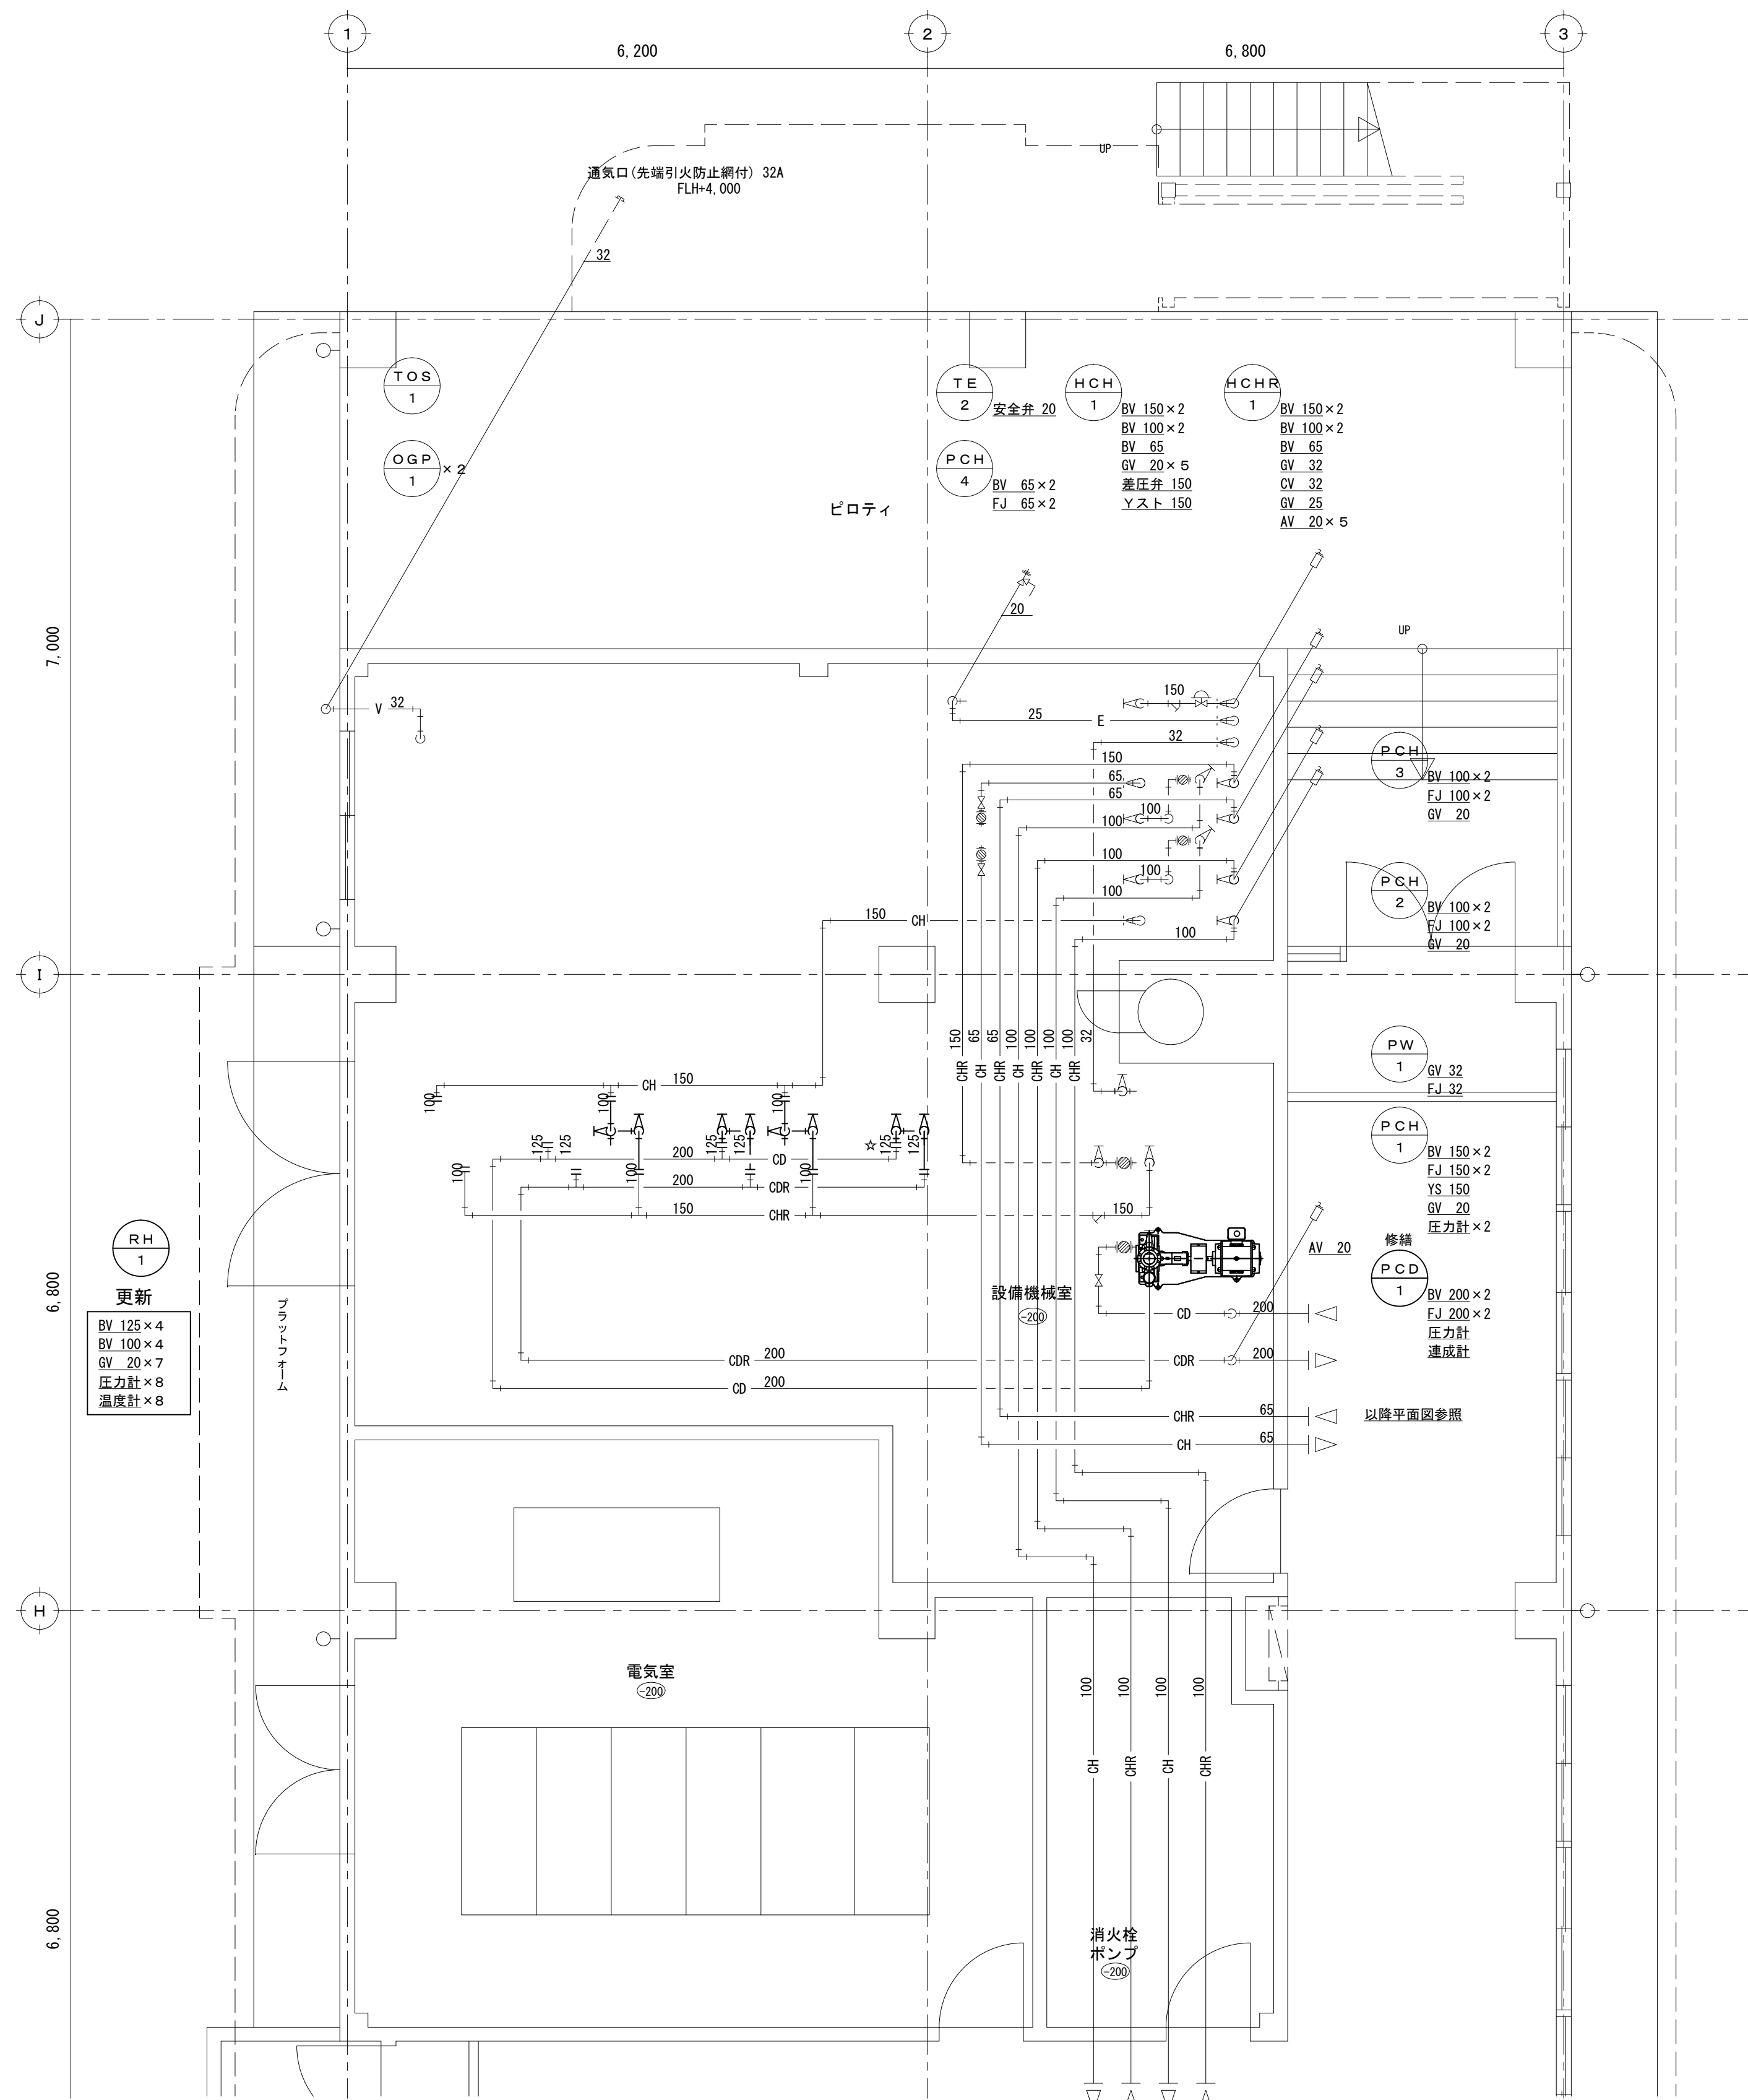 1
2
3
6,200
6,800
UP
通気口(先端引火防止網付) 32A
FLH+4,000
32
J
TOS
1
OGP
1
×2
TE
2
安全弁 20
PCH
4
BV 65×2
FJ 65×2
HCH
1
BV 150×2
BV 100×2
BV 65
GV 20×5
差圧弁 150
Yスト 150
HCHR
1
BV 150×2
BV 100×2
BV 65
GV 32
CV 32
GV 25
AV 20×5
ピロティ
20
7,000
UP
V 32
150
25 E
32
150
65
65
100
100
100
100
100
150 CH
100
PCH
3
BV 100×2
FJ 100×2
GV 20
PCH
2
BV 100×2
FJ 100×2
GV 20
I
CHR 150
CH 65
CHR 65
CH 100
CHR 100
CH 100
CHR 100
32
PW
1
GV 32
FJ 32
CH 150
100
100
100
125
125
125
125
☆
125
125
200 CD
100
100
100
200 CDR
150 CHR
150
PCH
1
BV 150×2
FJ 150×2
YS 150
GV 20
圧力計×2
修繕
PCD
1
BV 200×2
FJ 200×2
圧力計
連成計
AV 20
RH
1
更新
BV 125×4
BV 100×4
GV 20×7
圧力計×8
温度計×8
6,800
プラットフォーム
設備機械室
-200
CD 200
CDR 200
CDR 200
CD 200
CHR 65
以降平面図参照
CH 65
H
電気室
-200
100
100
100
100
CH
CHR
CH
CHR
6,800
消火栓
ポンプ
-200